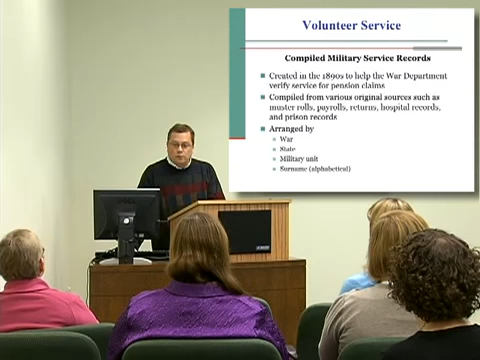 Volunteer Service
Compiled Military Service Records
Created in the 1890s to help the War Department
verify service for pension claims
Compiled from various original sources such as
muster rolls, payrolls, returns, hospital records,
and prison records
Arranged by
War
State
Military unit
Surname (alphabetical)
DELL